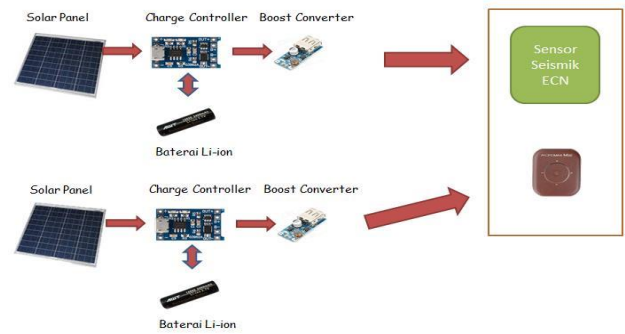 Solar Panel
Charge Controller
Boost Converter
Sensor
Seismik
ECN
Baterai Li-ion
Solar Panel
Charge Controller
Boost Converter
Baterai Li-ion